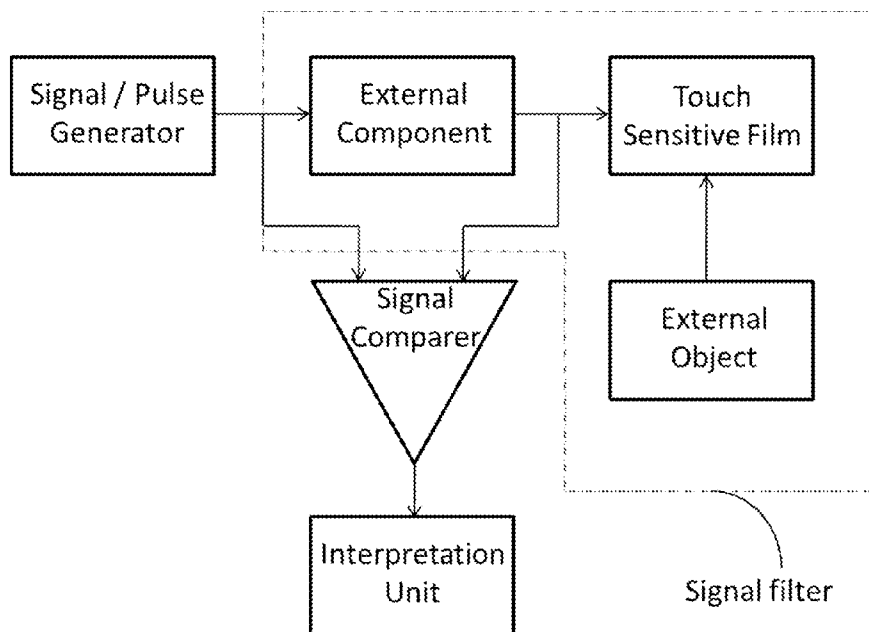 Signal / Pulse
Generator
External
Component
Touch
Sensitive Film
Signal
Comparer
External
Object
Interpretation
Unit
Signal filter